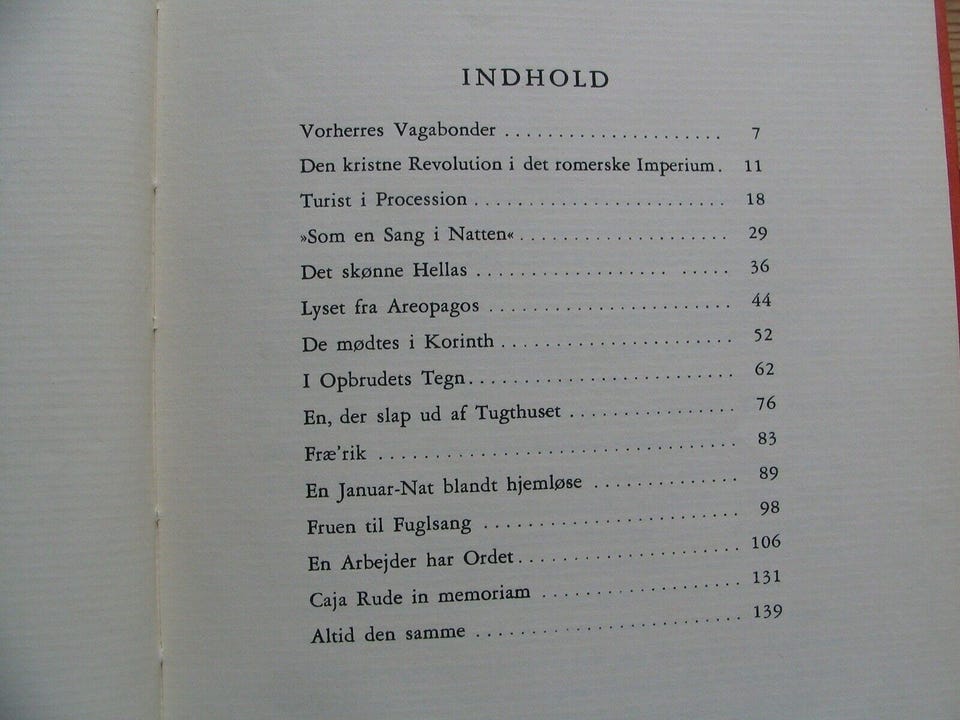 INDHOLD
Vorherres Vagabonder . . . . . . . . . . . . . . . . . . . . 7
Den kristne Revolution i det romerske Imperium . 11
Turist i Procession . . . . . . . . . . . . . . . . . . . . . . . 18
»Som en Sang i Natten« . . . . . . . . . . . . . . . . . . . 29
Det skønne Hellas . . . . . . . . . . . . . . . . . . . . . . . 36
Lyset fra Areopagos . . . . . . . . . . . . . . . . . . . . . . 44
De mødtes i Korinth . . . . . . . . . . . . . . . . . . . . . 52
I Opbrudets Tegn . . . . . . . . . . . . . . . . . . . . . . . . 62
En, der slap ud af Tugthuset . . . . . . . . . . . . . . . 76
Fræ'rik . . . . . . . . . . . . . . . . . . . . . . . . . . . . . . . . 83
En Januar-Nat blandt hjemløse . . . . . . . . . . . . . 89
Fruen til Fuglsang . . . . . . . . . . . . . . . . . . . . . . . 98
En Arbejder har Ordet . . . . . . . . . . . . . . . . . . . . 106
Caja Rude in memoriam . . . . . . . . . . . . . . . . . . 131
Altid den samme . . . . . . . . . . . . . . . . . . . . . . . . 139